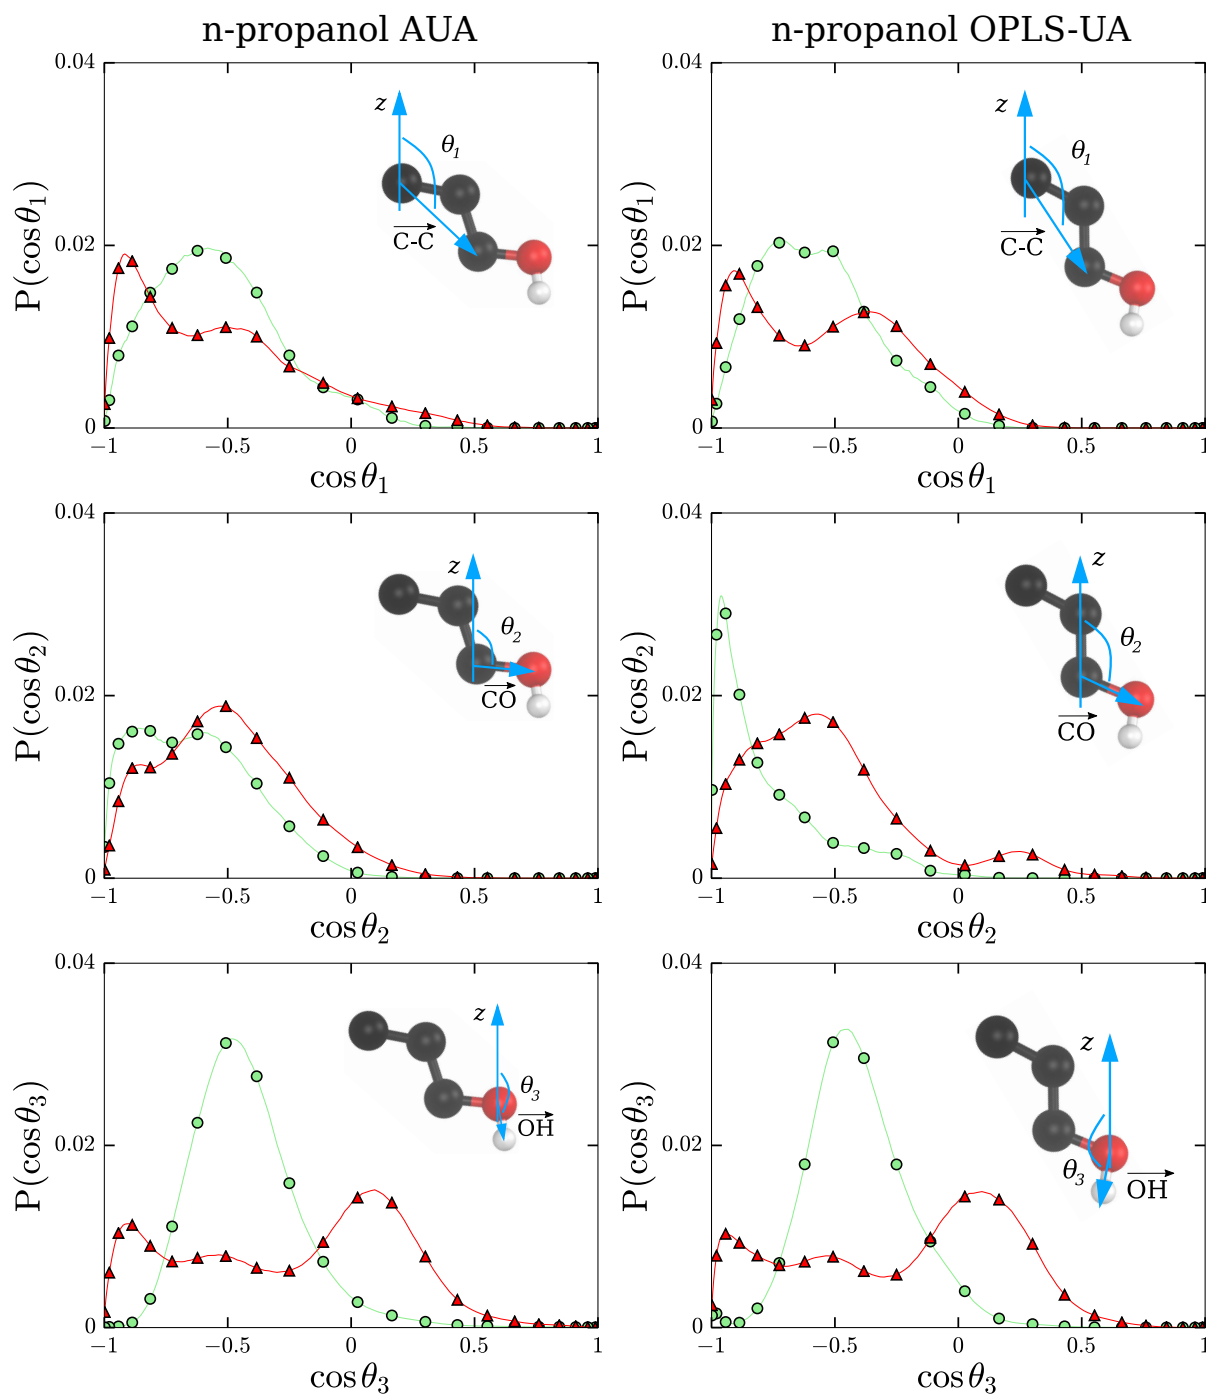 n-propanol AUA
n-propanol OPLS-UA
P(cosθ₁)
0.04
0.02
0
z
θ₁
C-C
−1
−0.5
0
0.5
1
cosθ₁
P(cosθ₁)
0.04
0.02
0
z
θ₁
C-C
−1
−0.5
0
0.5
1
cosθ₁
P(cosθ₂)
0.04
0.02
0
z
θ₂
CO
−1
−0.5
0
0.5
1
cosθ₂
P(cosθ₂)
0.04
0.02
0
z
θ₂
CO
−1
−0.5
0
0.5
1
cosθ₂
P(cosθ₃)
0.04
0.02
0
z
θ₃
OH
−1
−0.5
0
0.5
1
cosθ₃
P(cosθ₃)
0.04
0.02
0
z
θ₃
OH
−1
−0.5
0
0.5
1
cosθ₃